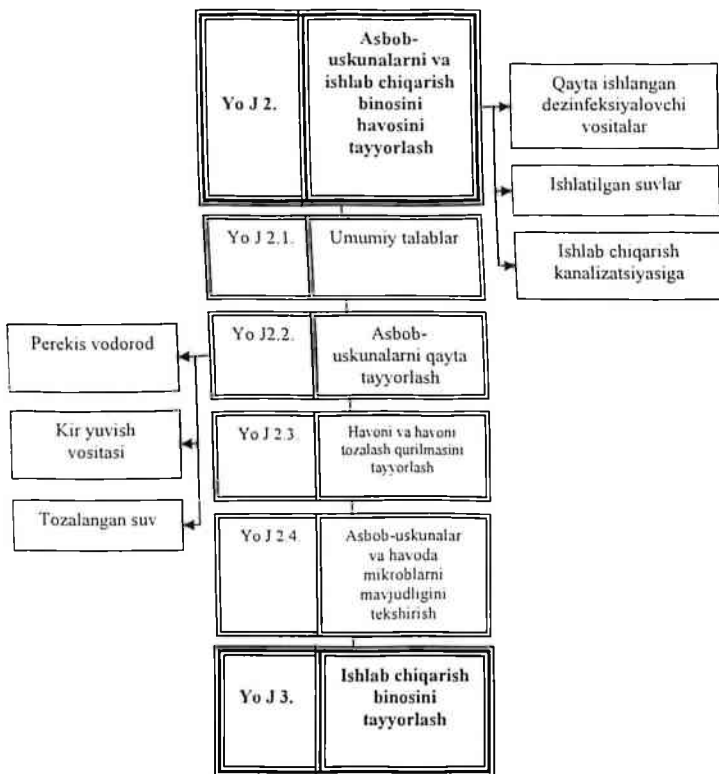 Yo J 2.
Asbob-
uskunalarni va
ishlab chiqarish
binosini
havosini
tayyorlash
Qayta ishlangan
dezinfeksiyalovchi
vositalar
Ishlatilgan suvlar
Ishlab chiqarish
kanalizatsiyasiga
Yo J 2.1.
Umumiy talablar
Yo J2.2.
Asbob-
uskunalarni qayta
tayyorlash
Perekis vodorod
Kir yuvish
vositasi
Tozalangan suv
Yo J 2.3.
Havoni va havoni
tozalash qurilmasini
tayyorlash
Yo J 2 4
Asbob-uskunalar
va havoda
mikroblarni
mavjudligini
tekshirish
Yo J 3.
Ishlab chiqarish
binosini
tayyorlash